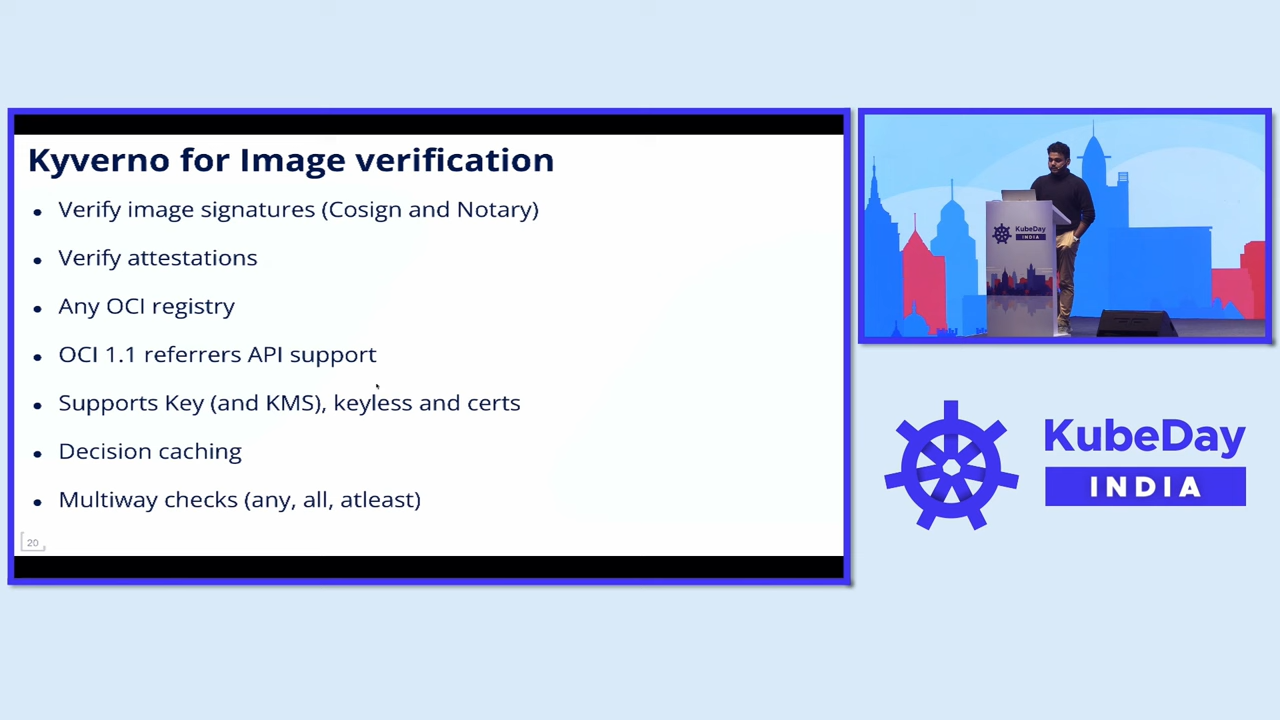 Kyverno for Image verification
• Verify image signatures (Cosign and Notary)
• Verify attestations
• Any OCI registry
• OCI 1.1 referrers API support
• Supports Key (and KMS), keyless and certs
• Decision caching
• Multiway checks (any, all, atleast)
20
KubeDay
INDIA
KubeDay
INDIA